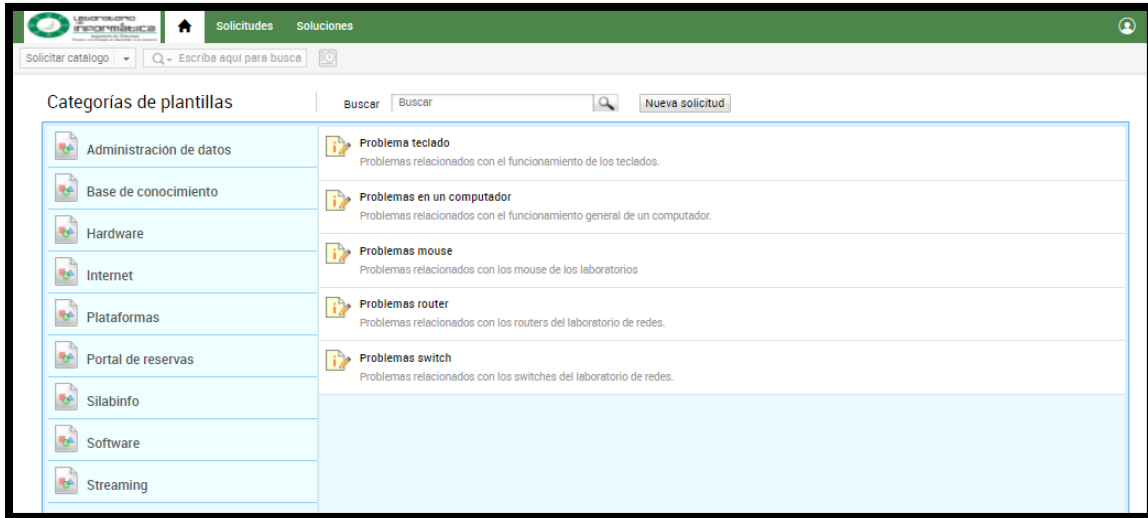 Laboratorio
de
informática
Solicitudes
Soluciones
Solicitar catálogo
Escriba aquí para busca
Categorías de plantillas
Buscar
Buscar
Nueva solicitud
Administración de datos
Base de conocimiento
Hardware
Internet
Plataformas
Portal de reservas
Silabinfo
Software
Streaming
Problema teclado
Problemas relacionados con el funcionamiento de los teclados.
Problemas en un computador
Problemas relacionados con el funcionamiento general de un computador.
Problemas mouse
Problemas relacionados con los mouse de los laboratorios
Problemas router
Problemas relacionados con los routers del laboratorio de redes.
Problemas switch
Problemas relacionados con los switches del laboratorio de redes.